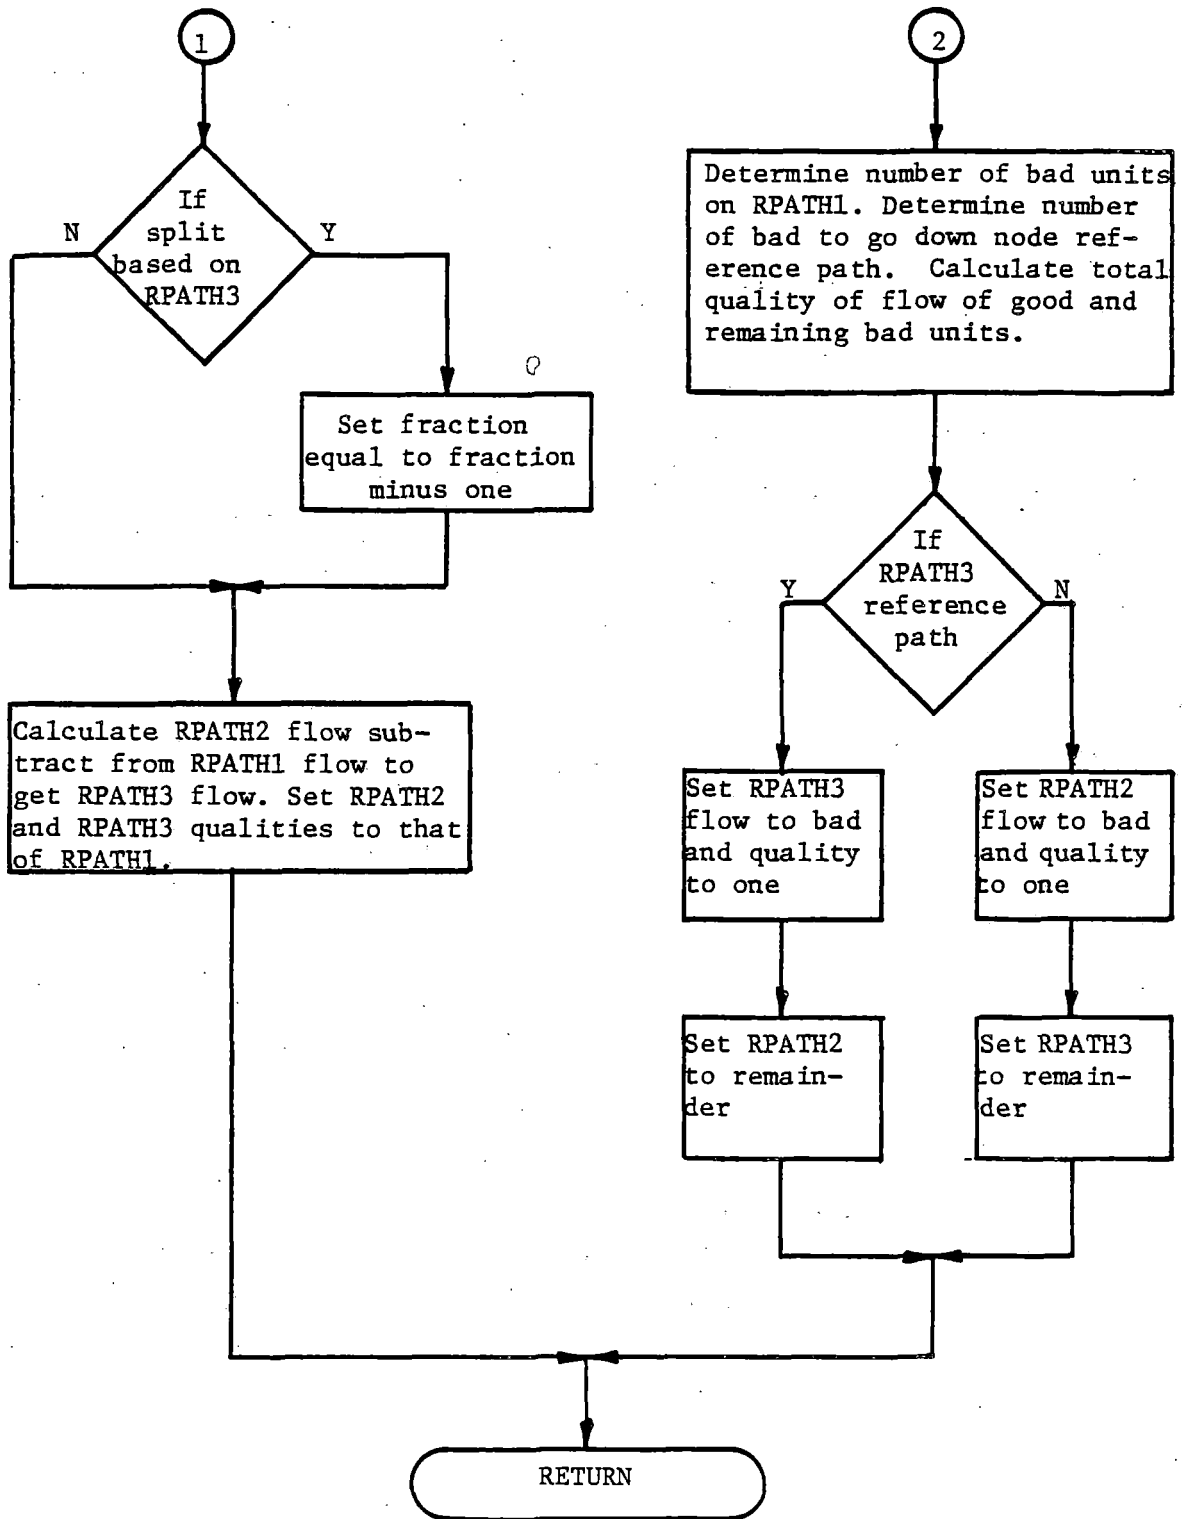 1
If
split
based on
RPATH3
N
Y
Set fraction
equal to fraction
minus one
Calculate RPATH2 flow sub-
tract from RPATH1 flow to
get RPATH3 flow. Set RPATH2
and RPATH3 qualities to that
of RPATH1.
2
Determine number of bad units
on RPATH1. Determine number
of bad to go down node ref-
erence path. Calculate total
quality of flow of good and
remaining bad units.
If
RPATH3
reference
path
Y
N
Set RPATH3
flow to bad
and quality
to one
Set RPATH2
flow to bad
and quality
to one
Set RPATH2
to remain-
der
Set RPATH3
to remain-
der
RETURN